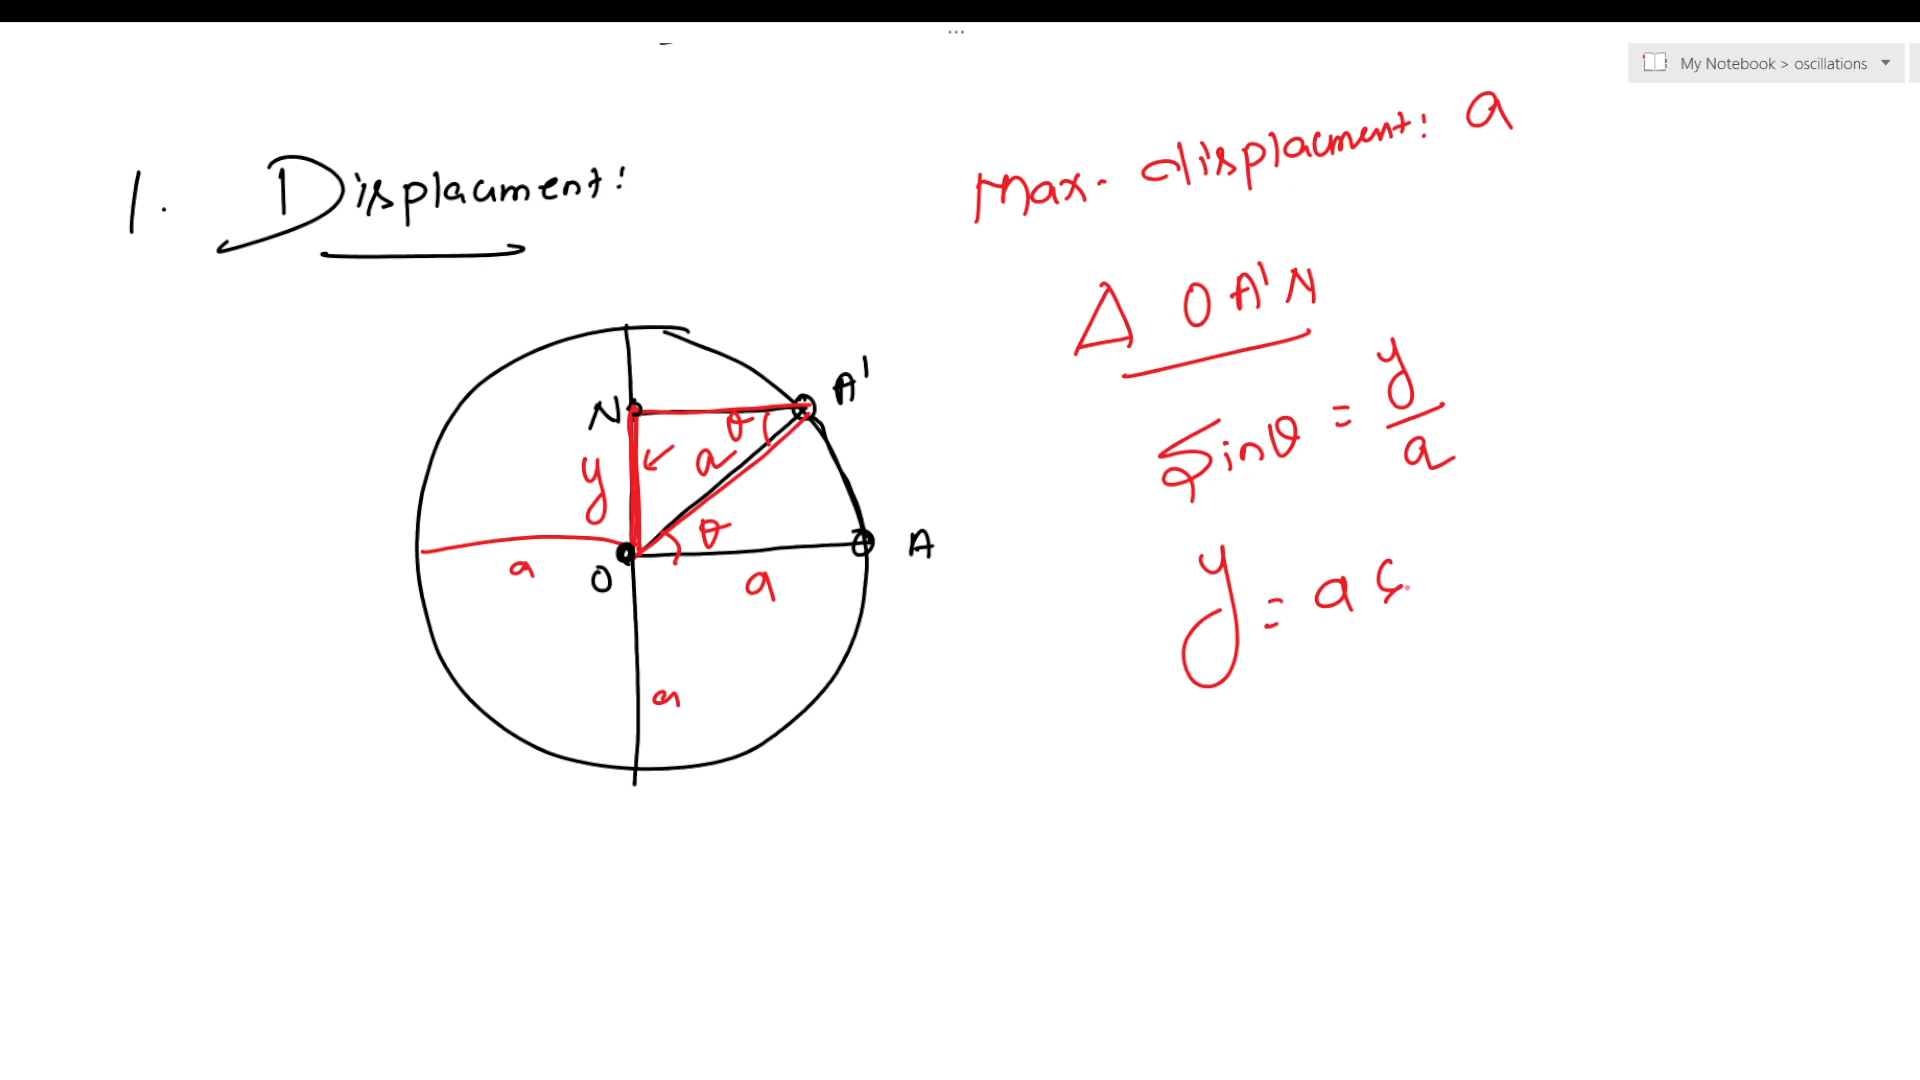 My Notebook > oscillations
1. Displacment:
Max. displacment: a
Δ OA'N
Sinθ = y/a
y = a s
N
A'
θ
a
y
θ
A
O
a
a
a